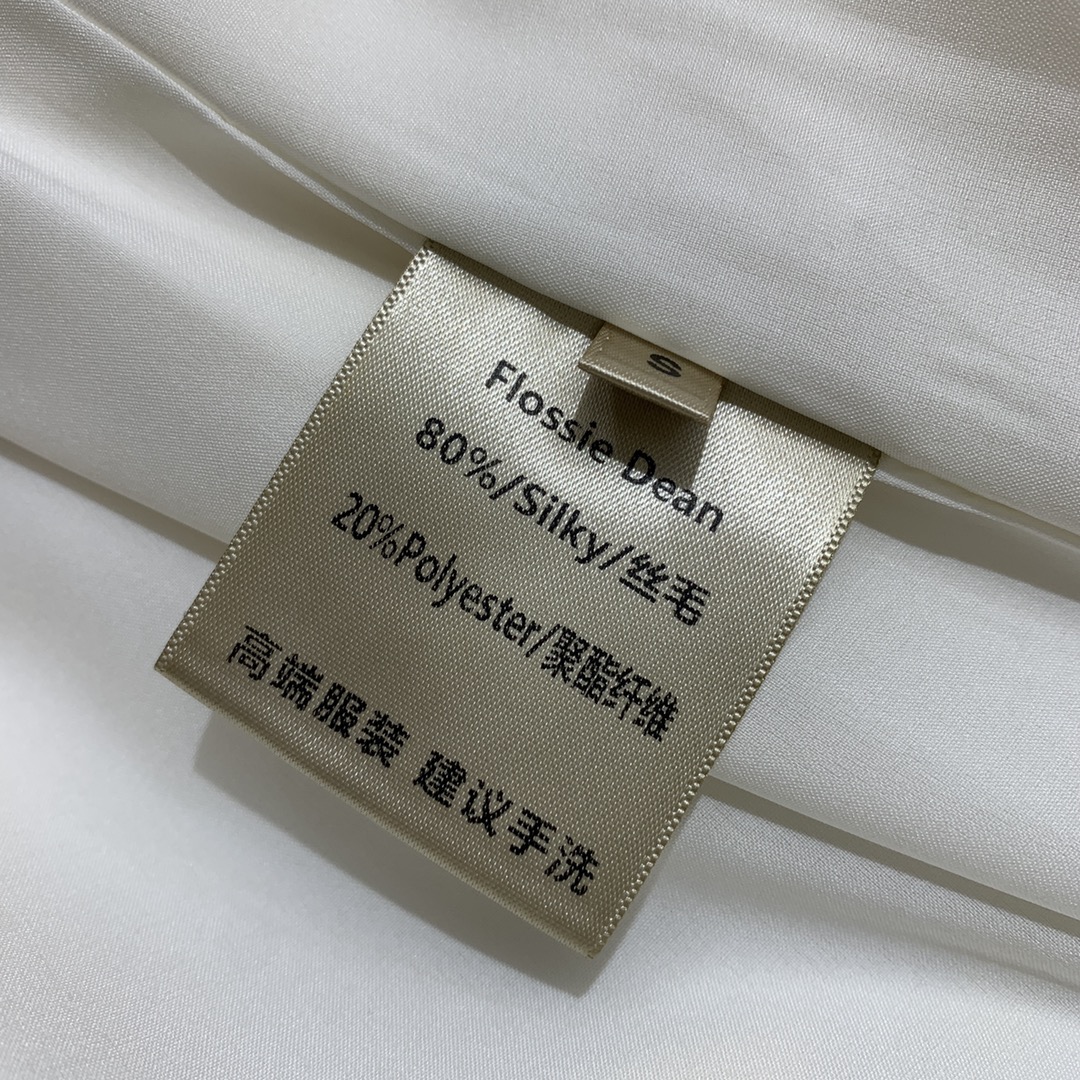 S
Flossie Dean
80%/Silky/丝毛
20%Polyester/聚酯纤维
高端服装 建议手洗